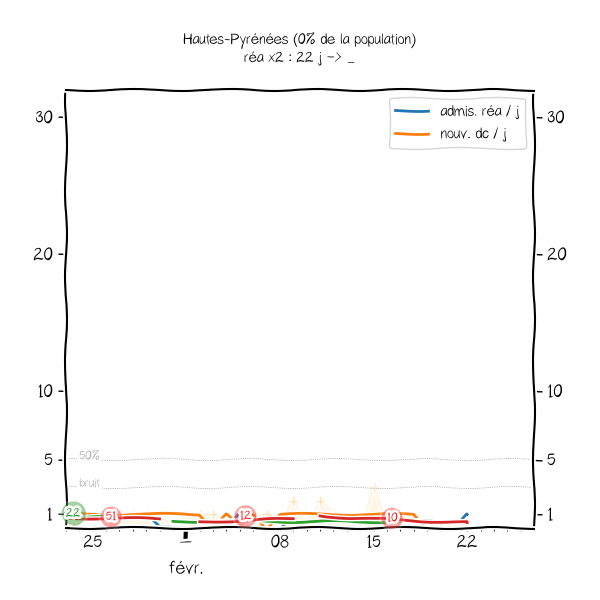 Hautes-Pyrénées (0% de la population)
réa x2 : 22 j -> _
admis. réa / j
nouv. dc / j
30 30
20 20
10 10
5 50% 5
bruit
1 22 51 12 10 1
25 1 08 15 22
févr.